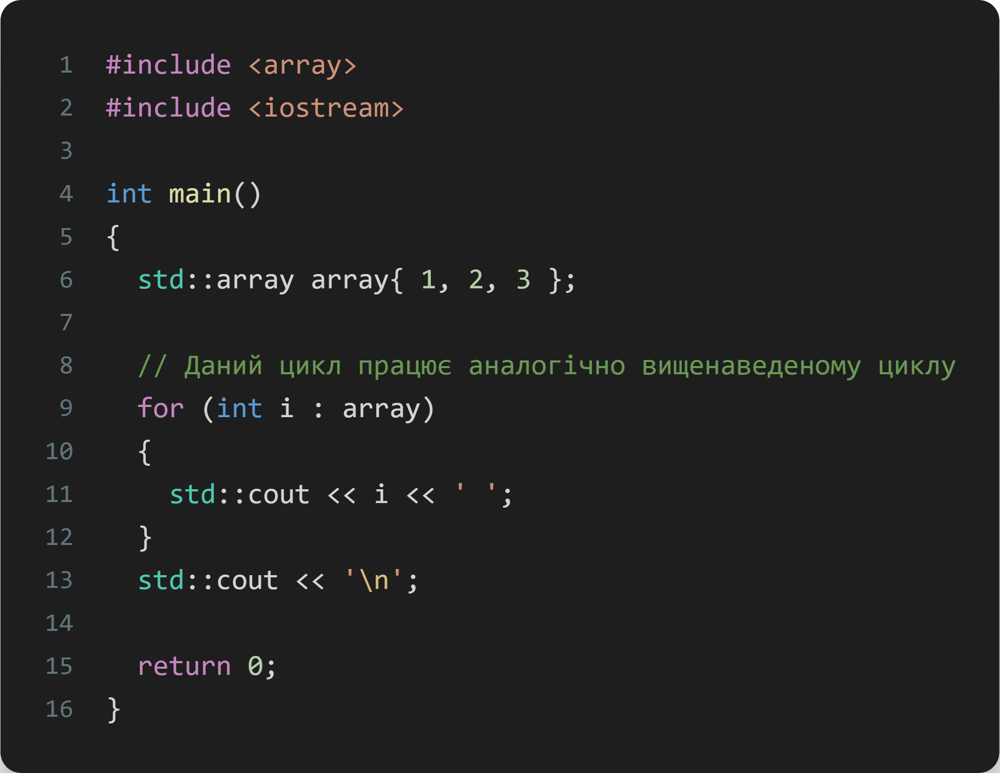 1 #include <array>
2 #include <iostream>
3
4 int main()
5 {
6   std::array array{ 1, 2, 3 };
7
8   // Даний цикл працює аналогічно вищенаведеному циклу
9   for (int i : array)
10   {
11     std::cout << i << ' ';
12   }
13   std::cout << '\n';
14
15   return 0;
16 }